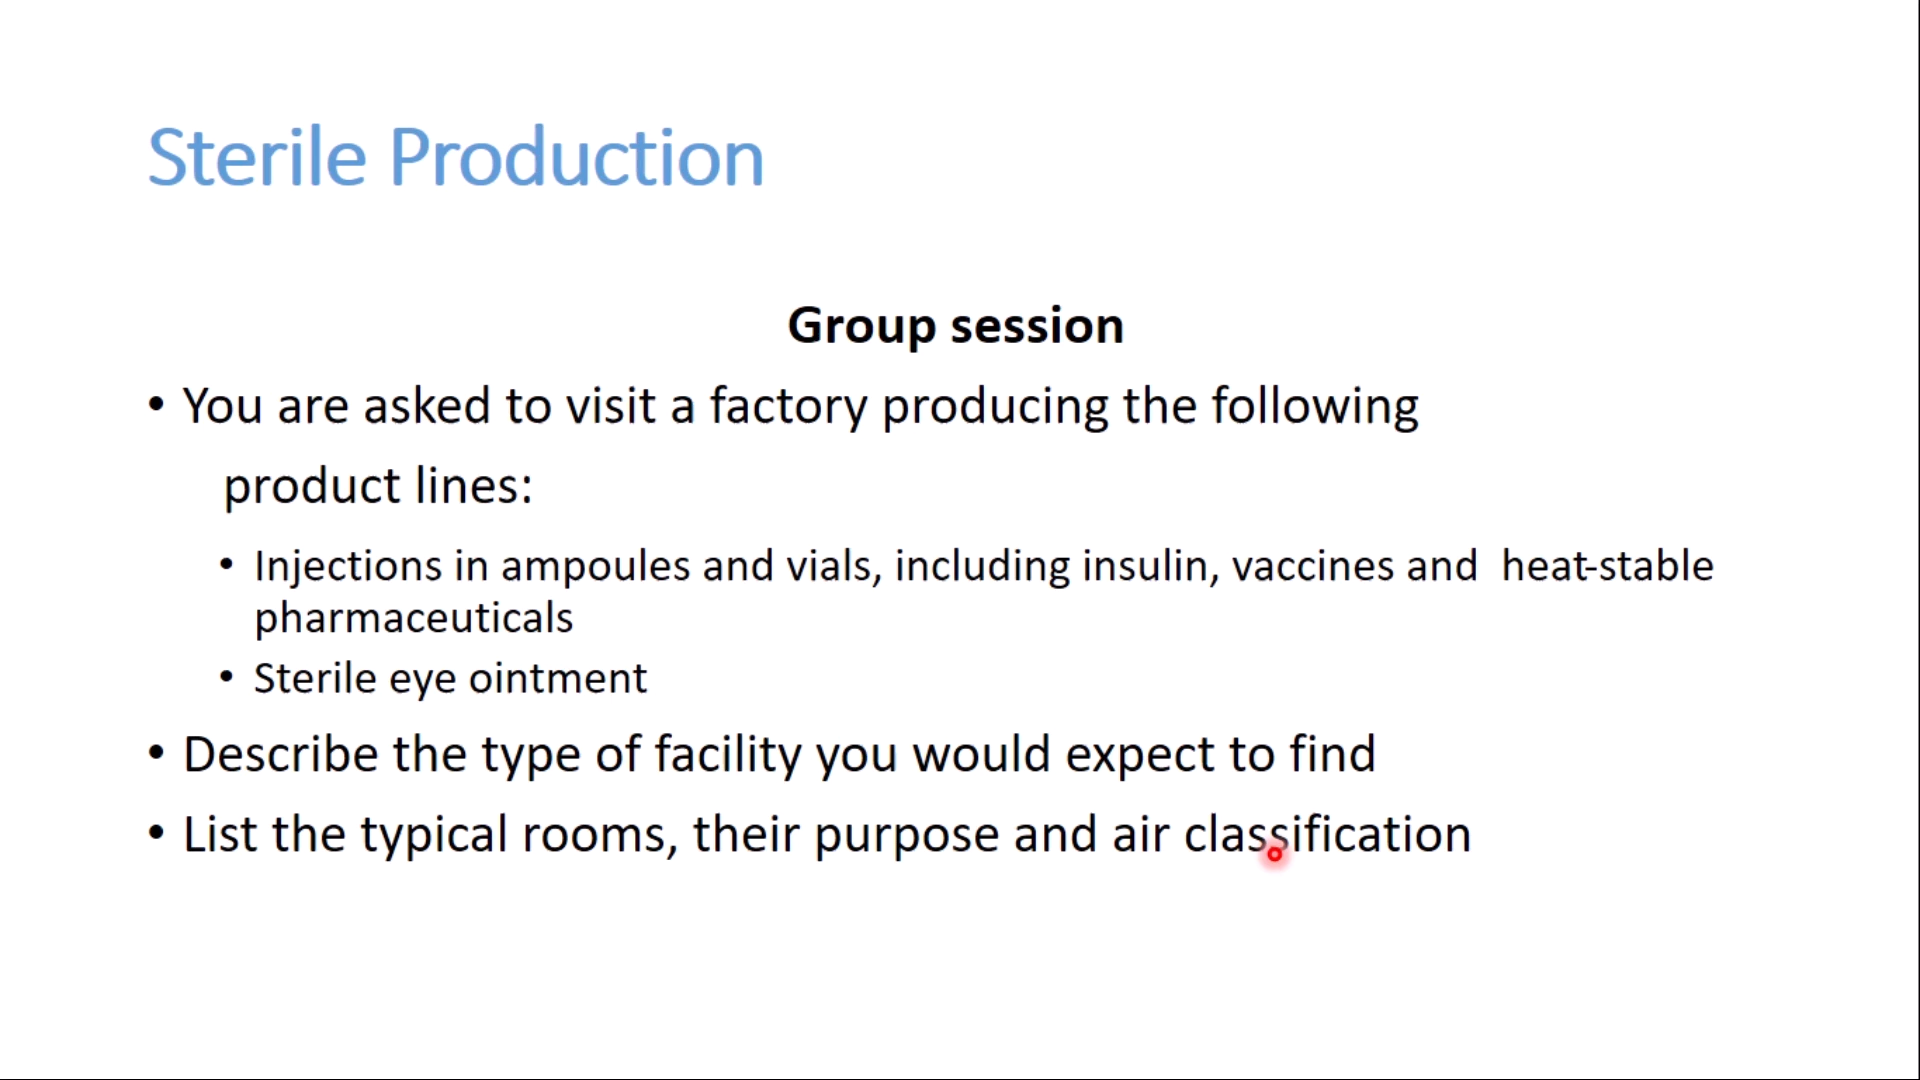 Sterile Production
Group session
• You are asked to visit a factory producing the following
product lines:
• Injections in ampoules and vials, including insulin, vaccines and  heat-stable
pharmaceuticals
• Sterile eye ointment
• Describe the type of facility you would expect to find
• List the typical rooms, their purpose and air classification